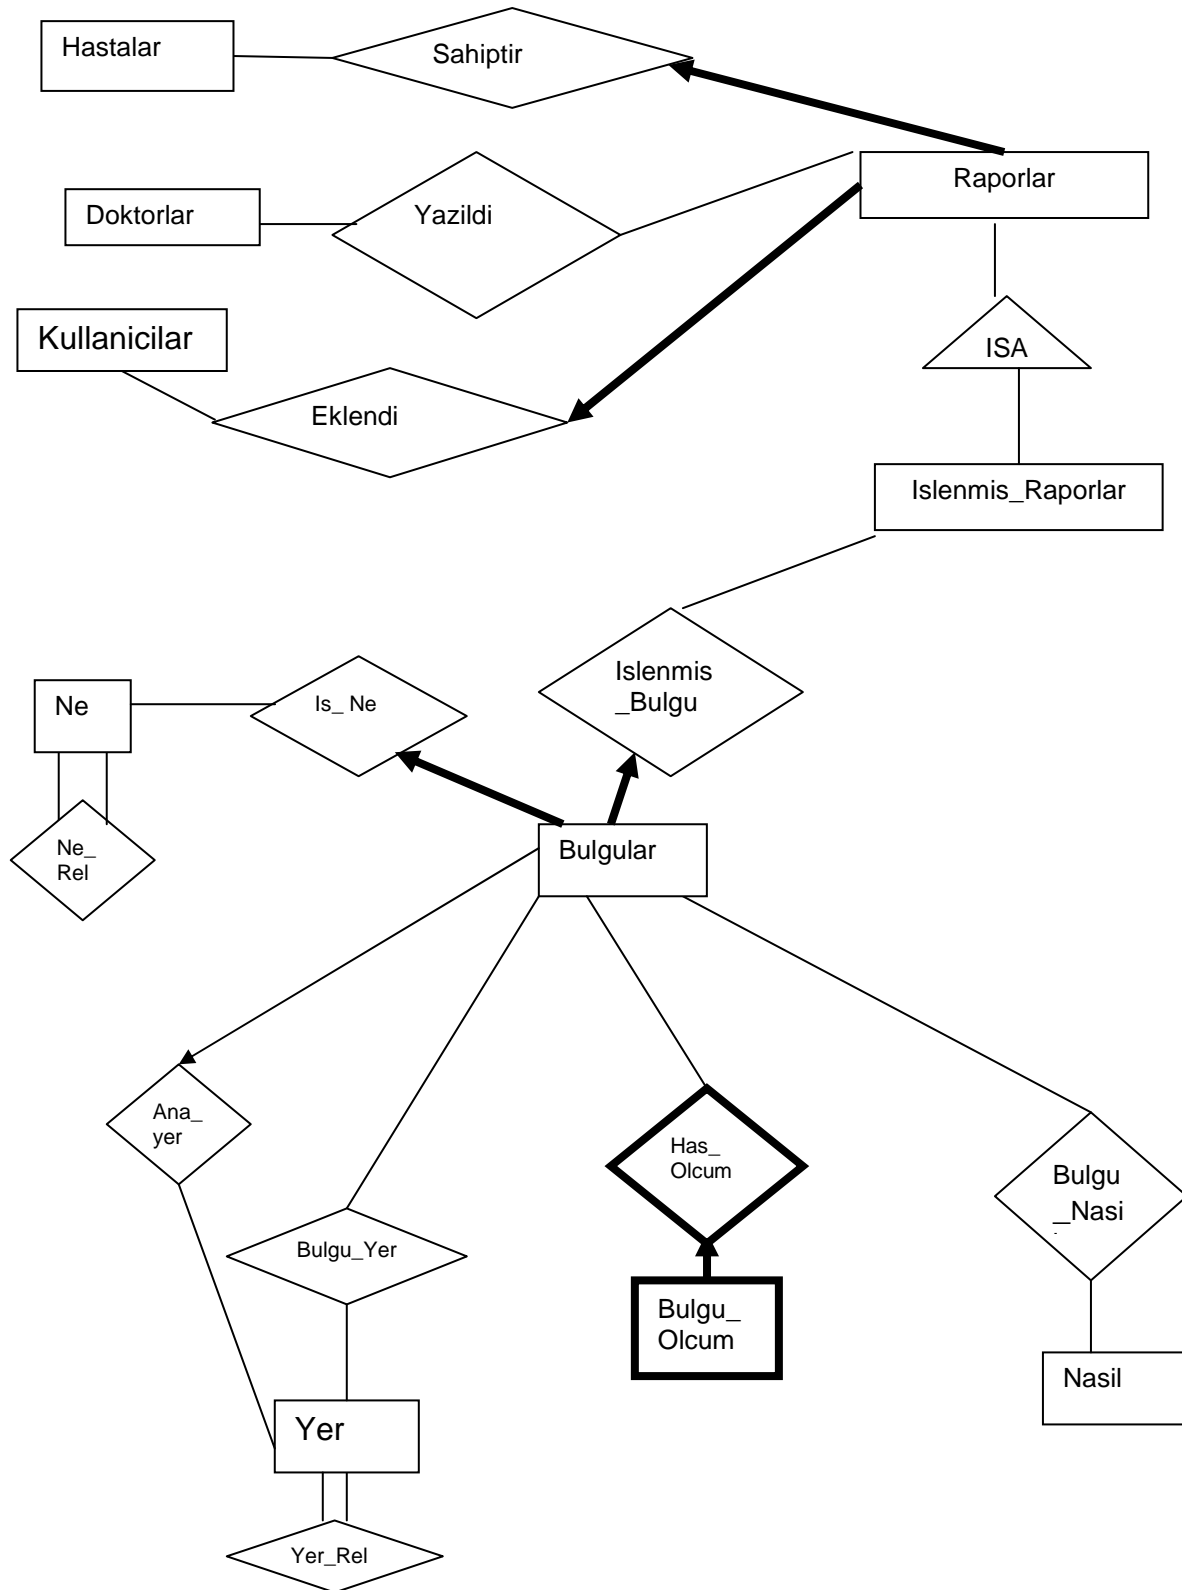 Hastalar
Sahiptir
Raporlar
Doktorlar
Yazildi
Kullanicilar
ISA
Eklendi
Islenmis_Raporlar
Islenmis
_Bulgu
Ne
Is_ Ne
Ne_
Rel
Bulgular
Ana_
yer
Has_
Olcum
Bulgu
_Nasi
Bulgu_Yer
Bulgu_
Olcum
Nasil
Yer
Yer_Rel